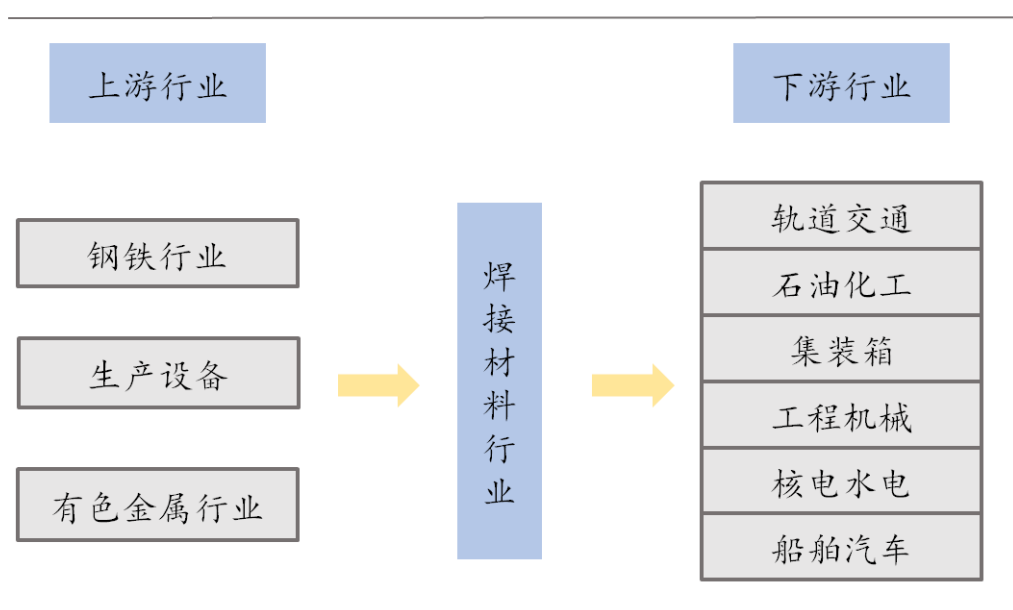 上游行业
下游行业
钢铁行业
生产设备
有色金属行业
焊接材料行业
轨道交通
石油化工
集装箱
工程机械
核电水电
船舶汽车